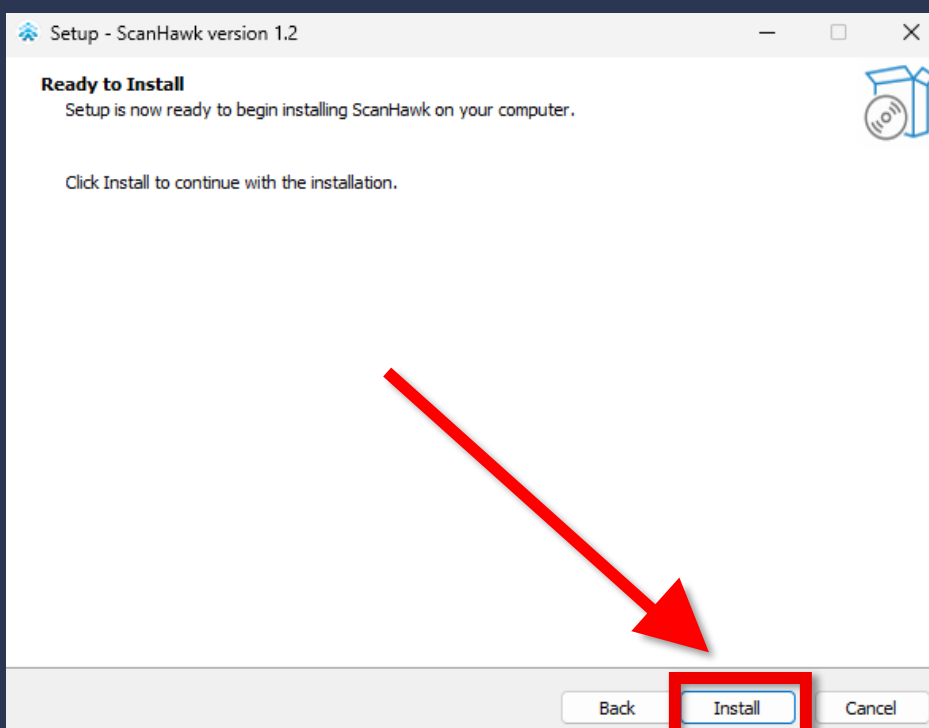 Setup - ScanHawk version 1.2
Ready to Install
Setup is now ready to begin installing ScanHawk on your computer.
Click Install to continue with the installation.
Back Install Cancel